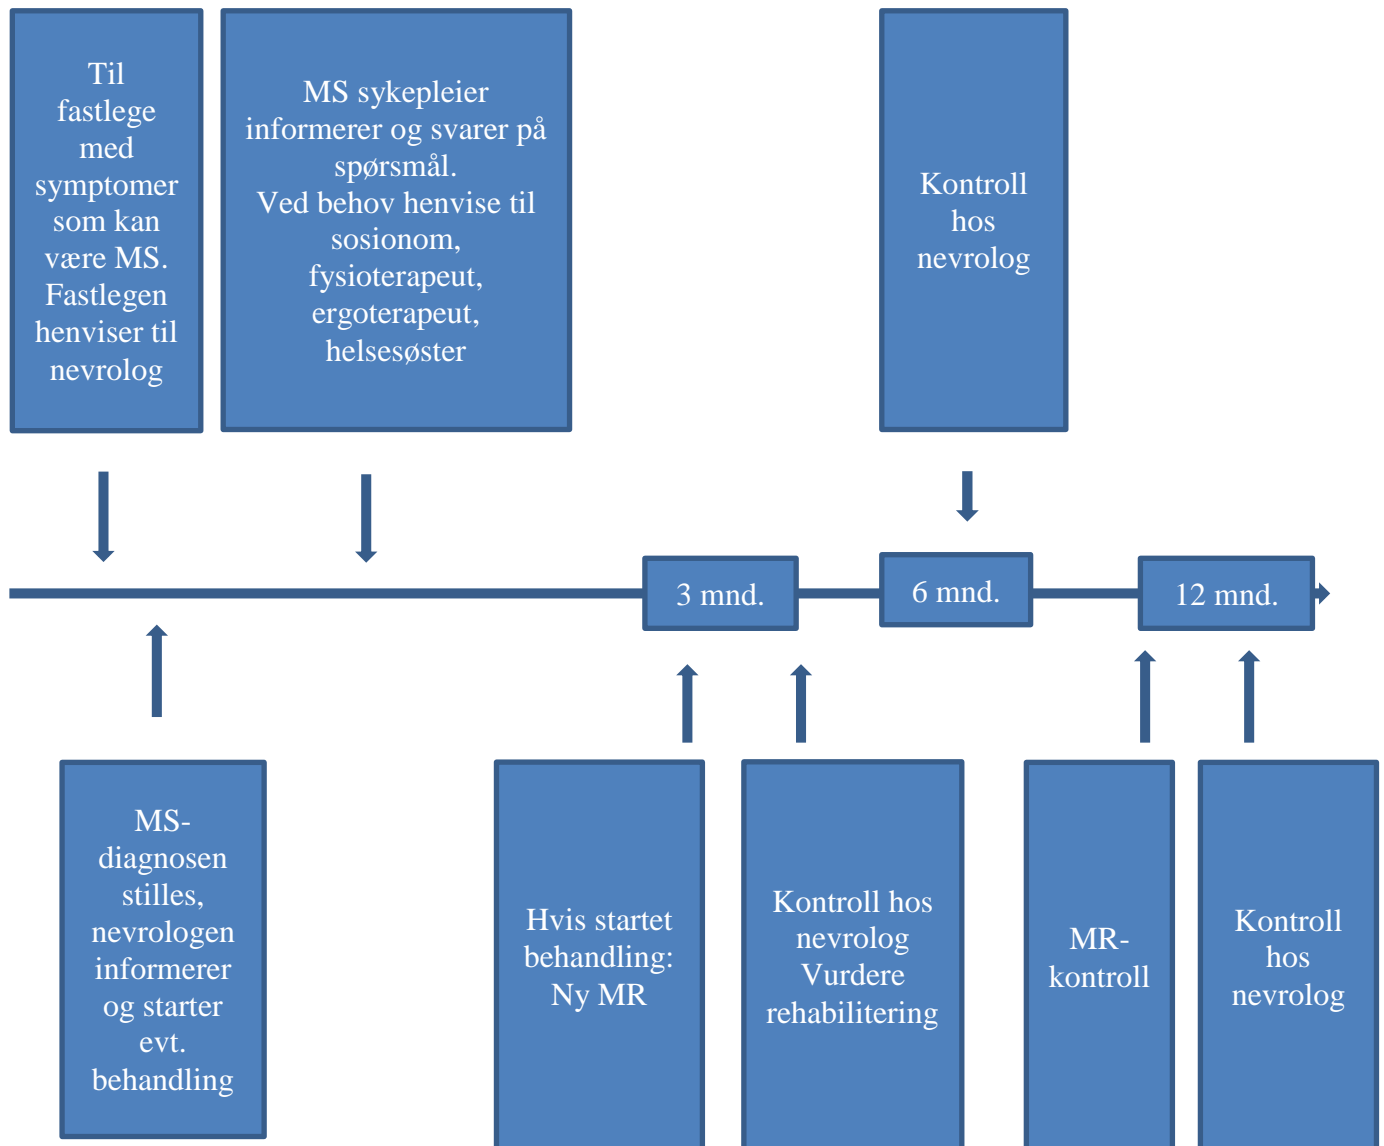 Til
fastlege
med
symptomer
som kan
være MS.
Fastlegen
henviser til
nevrolog
MS sykepleier
informerer og svarer på
spørsmål.
Ved behov henvise til
sosionom,
fysioterapeut,
ergoterapeut,
helsesøster
Kontroll
hos
nevrolog
3 mnd.
6 mnd.
12 mnd.
MS-
diagnosen
stilles,
nevrologen
informerer
og starter
evt.
behandling
Hvis startet
behandling:
Ny MR
Kontroll hos
nevrolog
Vurdere
rehabilitering
MR-
kontroll
Kontroll
hos
nevrolog